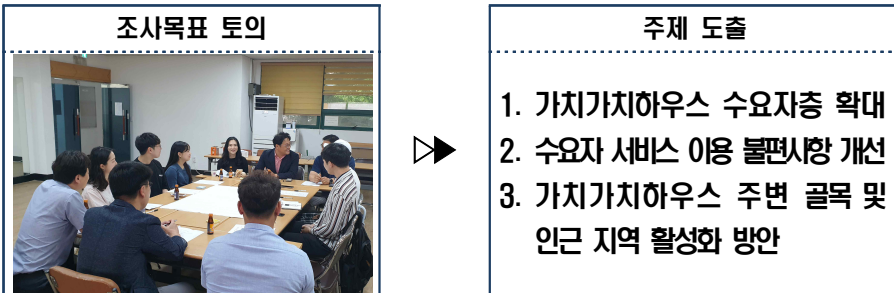 조사목표 토의
주제 도출
1. 가치가치하우스 수요자층 확대
2. 수요자 서비스 이용 불편사항 개선
3. 가치가치하우스 주변 골목 및
인근 지역 활성화 방안